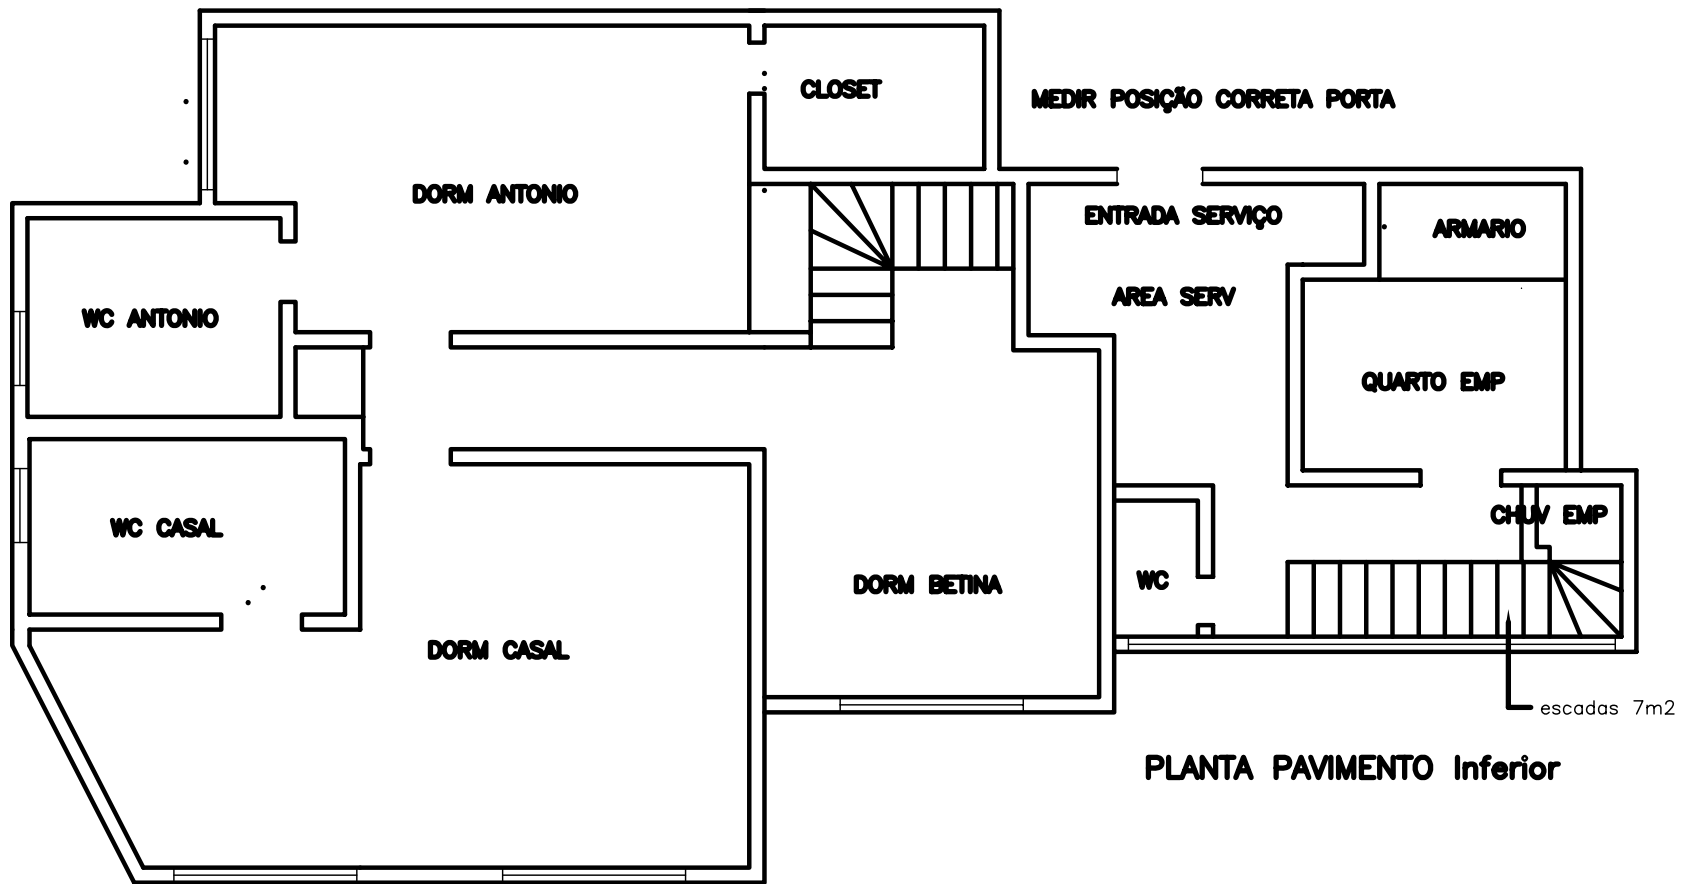 CLOSET
MEDIR POSIÇÃO CORRETA PORTA
DORM ANTONIO
ENTRADA SERVIÇO
ARMARIO
AREA SERV
WC ANTONIO
QUARTO EMP
WC CASAL
CHUV EMP
WC
DORM BETINA
DORM CASAL
escadas 7m2
PLANTA PAVIMENTO Inferior